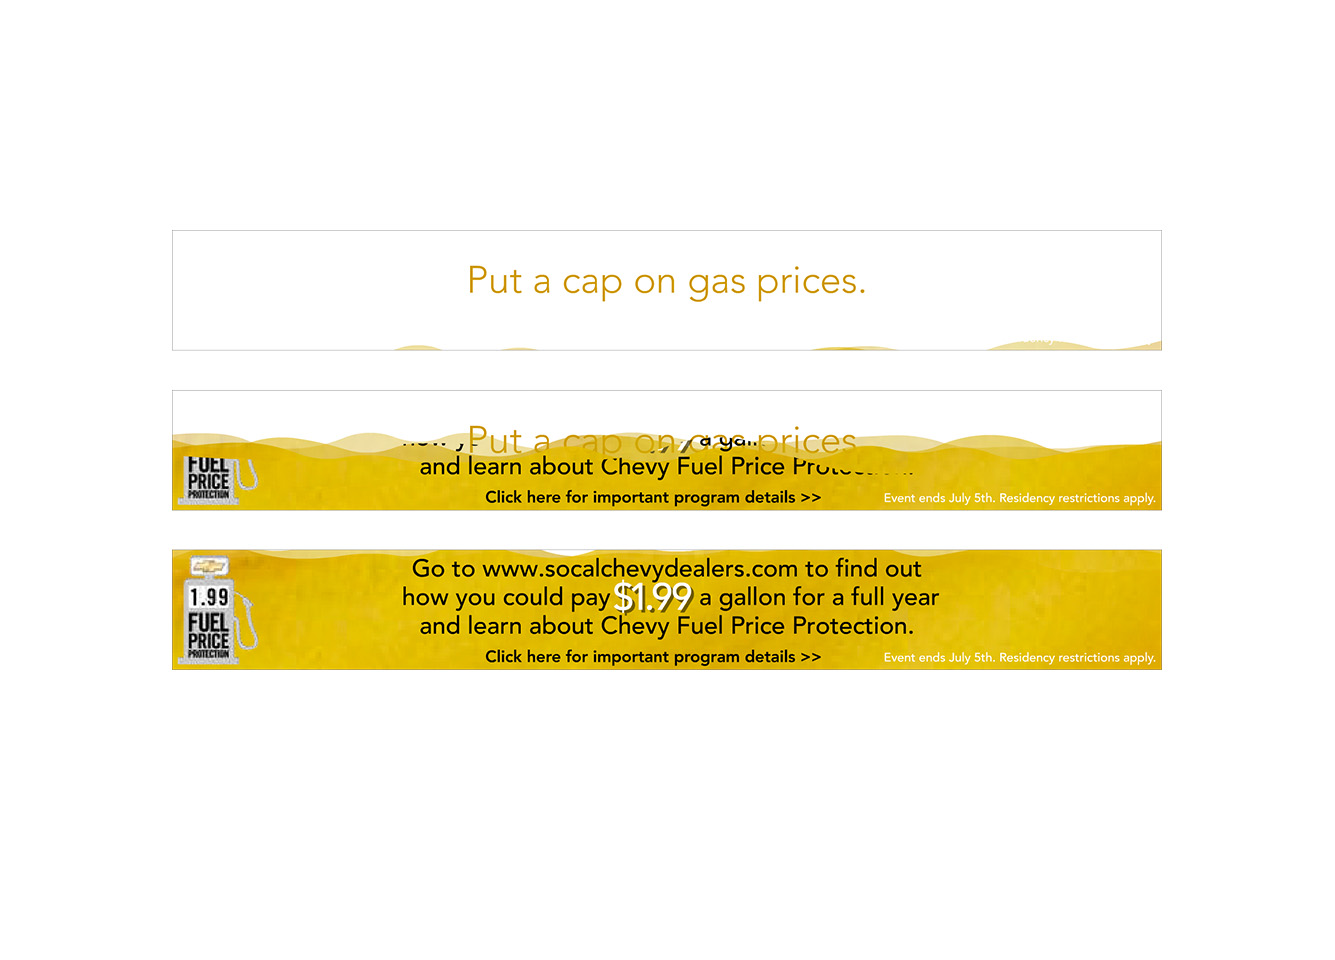 Put a cap on gas prices.
how yo
a gall
Put a cap on gas prices
FUEL
PRICE
PROTECTION
and learn about Chevy Fuel Price
Click here for important program details >>
Event ends July 5th. Residency restrictions apply.
1.99
FUEL
PRICE
PROTECTION
Go to www.socalchevydealers.com to find out
how you could pay $1.99 a gallon for a full year
and learn about Chevy Fuel Price Protection.
Click here for important program details >>
Event ends July 5th. Residency restrictions apply.